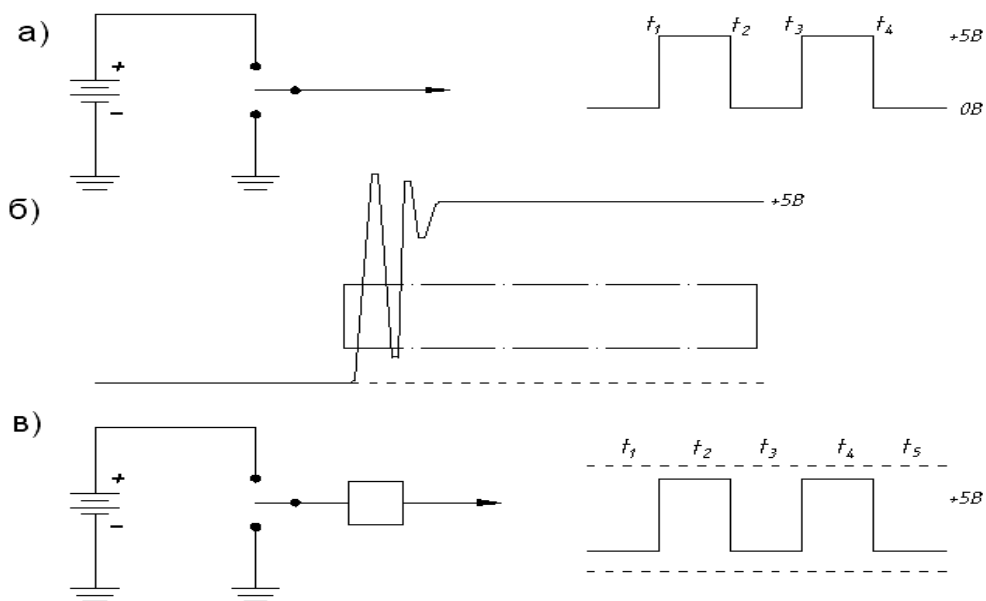 а)
+
−
t₁ t₂ t₃ t₄
+5В
0В
б)
+5В
в)
+
−
t₁ t₂ t₃ t₄ t₅
+5В